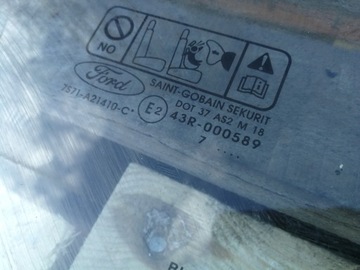 NO
Ford
SAINT-GOBAIN SEKURIT
DOT 37 AS2 M 18
7S71-A21410-C
E2
43R-000589
7 ....